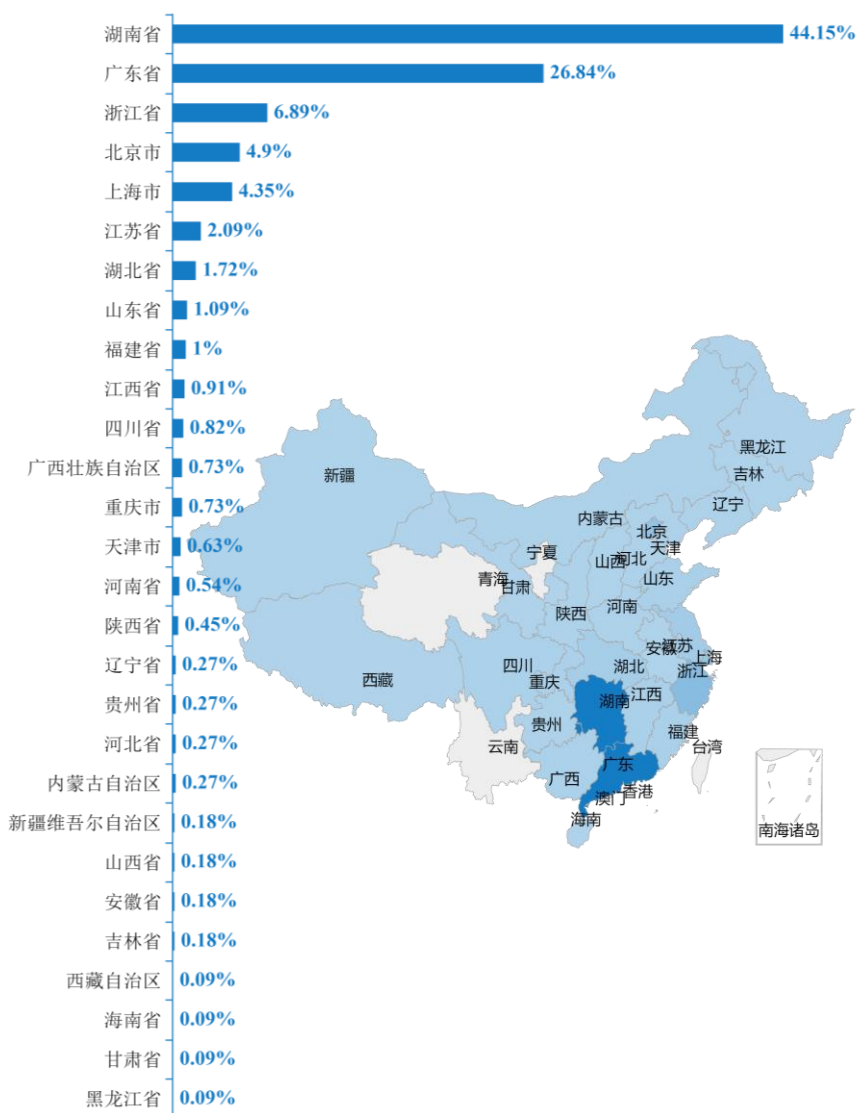 湖南省 44.15%
广东省 26.84%
浙江省 6.89%
北京市 4.9%
上海市 4.35%
江苏省 2.09%
湖北省 1.72%
山东省 1.09%
福建省 1%
江西省 0.91%
四川省 0.82%
广西壮族自治区 0.73%
重庆市 0.73%
天津市 0.63%
河南省 0.54%
陕西省 0.45%
辽宁省 0.27%
贵州省 0.27%
河北省 0.27%
内蒙古自治区 0.27%
新疆维吾尔自治区 0.18%
山西省 0.18%
安徽省 0.18%
吉林省 0.18%
西藏自治区 0.09%
海南省 0.09%
甘肃省 0.09%
黑龙江省 0.09%
黑龙江
新疆
吉林
辽宁
内蒙古
北京
宁夏
天津
山西
河北
青海
山东
甘肃
河南
陕西
安徽
江苏
上海
四川
湖北
浙江
西藏
重庆
江西
湖南
贵州
福建
云南
台湾
广东
广西
香港
澳门
海南
南海诸岛